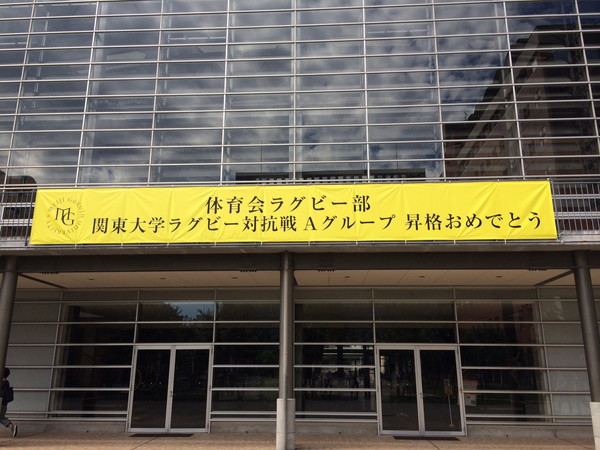 体育会ラグビー部
関東大学ラグビー対抗戦 Aグループ 昇格おめでとう
MG